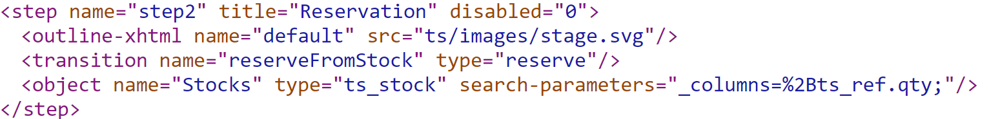 <step name="step2" title="Reservation" disabled="0">
<outline-xhtml name="default" src="ts/images/stage.svg"/>
<transition name="reserveFromStock" type="reserve"/>
<object name="Stocks" type="ts_stock" search-parameters="_columns=%2Bts_ref.qty;"/>
</step>